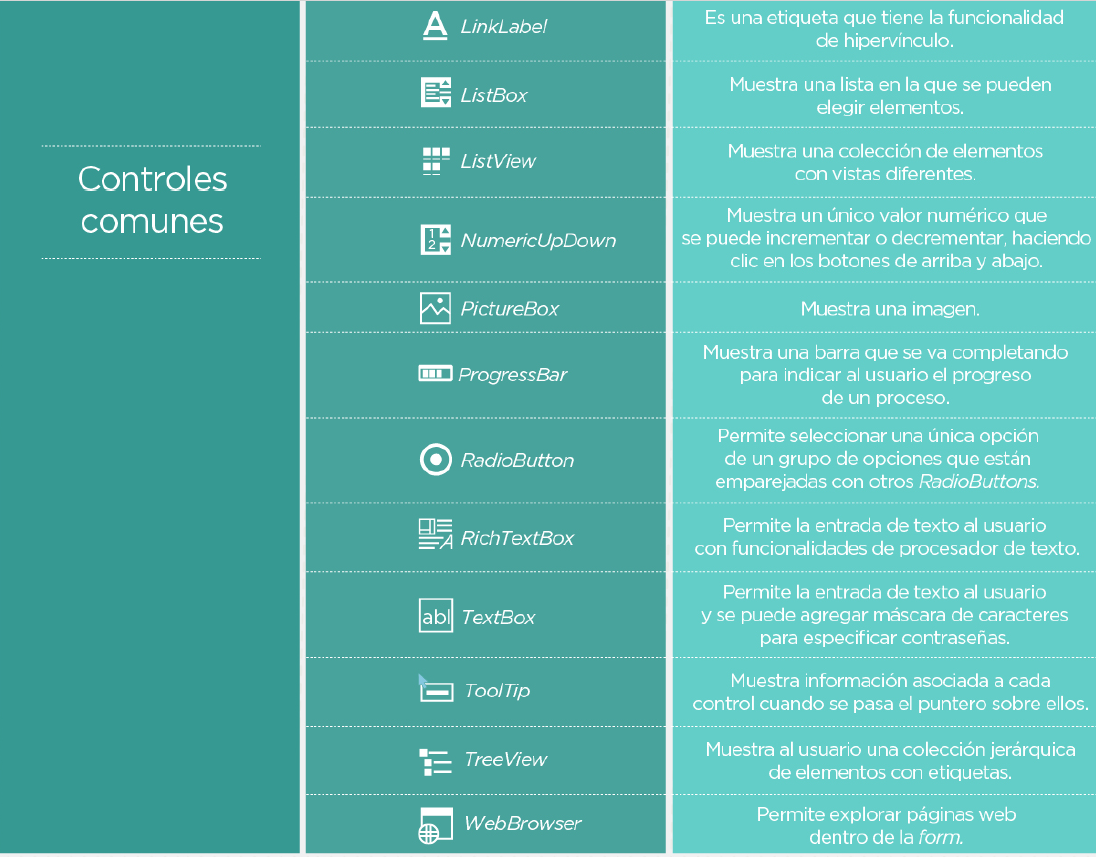 Controles
comunes
LinkLabel
Es una etiqueta que tiene la funcionalidad
de hipervínculo.
ListBox
Muestra una lista en la que se pueden
elegir elementos.
ListView
Muestra una colección de elementos
con vistas diferentes.
1
2
NumericUpDown
Muestra un único valor numérico que
se puede incrementar o decrementar, haciendo
clic en los botones de arriba y abajo.
PictureBox
Muestra una imagen.
ProgressBar
Muestra una barra que se va completando
para indicar al usuario el progreso
de un proceso.
RadioButton
Permite seleccionar una única opción
de un grupo de opciones que están
emparejadas con otros RadioButtons.
RichTextBox
Permite la entrada de texto al usuario
con funcionalidades de procesador de texto.
abl TextBox
Permite la entrada de texto al usuario
y se puede agregar máscara de caracteres
para especificar contraseñas.
ToolTip
Muestra información asociada a cada
control cuando se pasa el puntero sobre ellos.
TreeView
Muestra al usuario una colección jerárquica
de elementos con etiquetas.
WebBrowser
Permite explorar páginas web
dentro de la form.